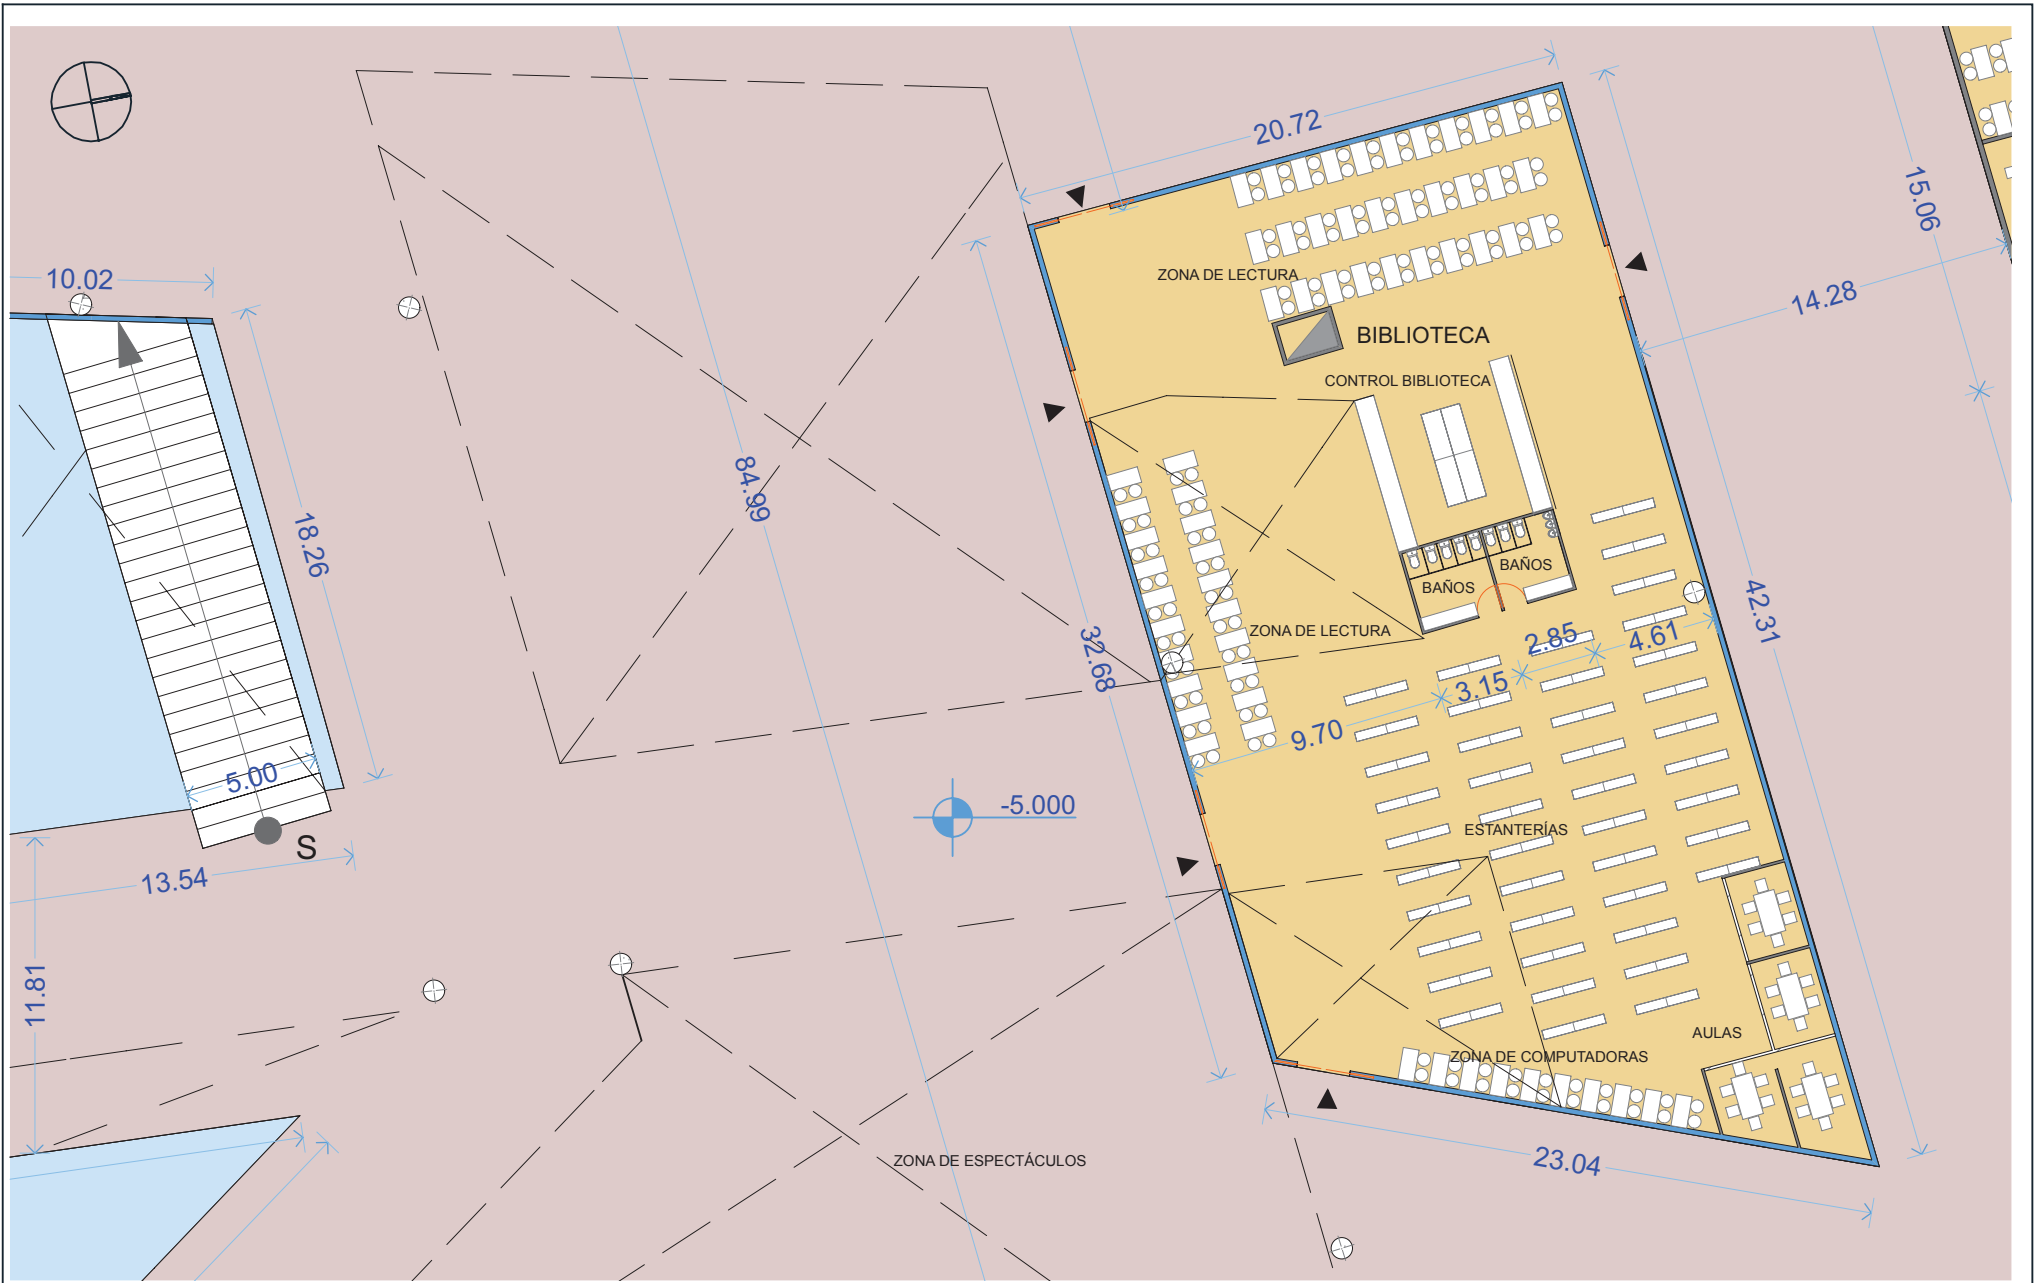 20.72
15.06
10.02
ZONA DE LECTURA
14.28
BIBLIOTECA
CONTROL BIBLIOTECA
84.99
18.26
BAÑOS
BAÑOS
42.31
ZONA DE LECTURA
2.85
4.61
32.68
3.15
9.70
5.00
-5.000
ESTANTERÍAS
S
13.54
11.81
AULAS
ZONA DE COMPUTADORAS
ZONA DE ESPECTÁCULOS
23.04